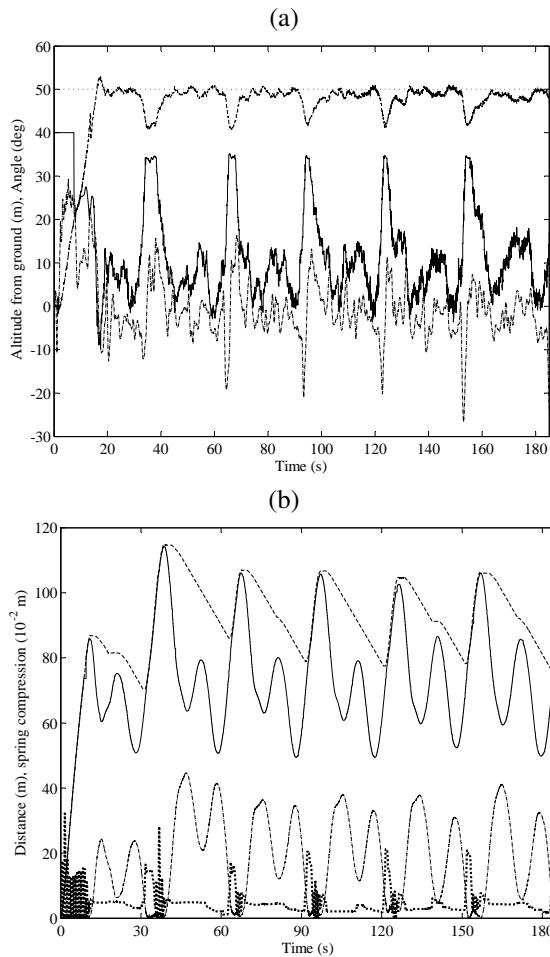 (a)
60
50
40
30
20
10
0
-10
-20
-30
Altitude from ground (m), Angle (deg)
0 20 40 60 80 100 120 140 160 180
Time (s)
(b)
120
100
80
60
40
20
0
Distance (m), spring compression (10⁻² m)
0 30 60 90 120 150 180
Time (s)